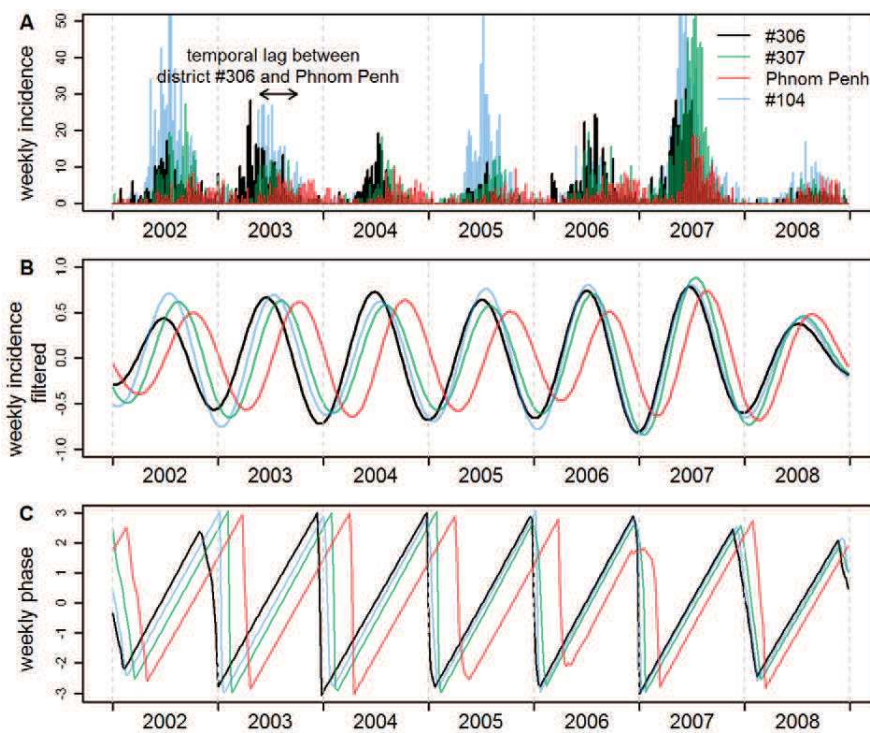 A
50
40
30
20
10
0
weekly incidence
temporal lag between
district #306 and Phnom Penh
#306
#307
Phnom Penh
#104
2002 2003 2004 2005 2006 2007 2008
B
1.0
0.5
0.0
-0.5
-1.0
weekly incidence
filtered
2002 2003 2004 2005 2006 2007 2008
C
3
2
1
0
-1
-2
-3
weekly phase
2002 2003 2004 2005 2006 2007 2008